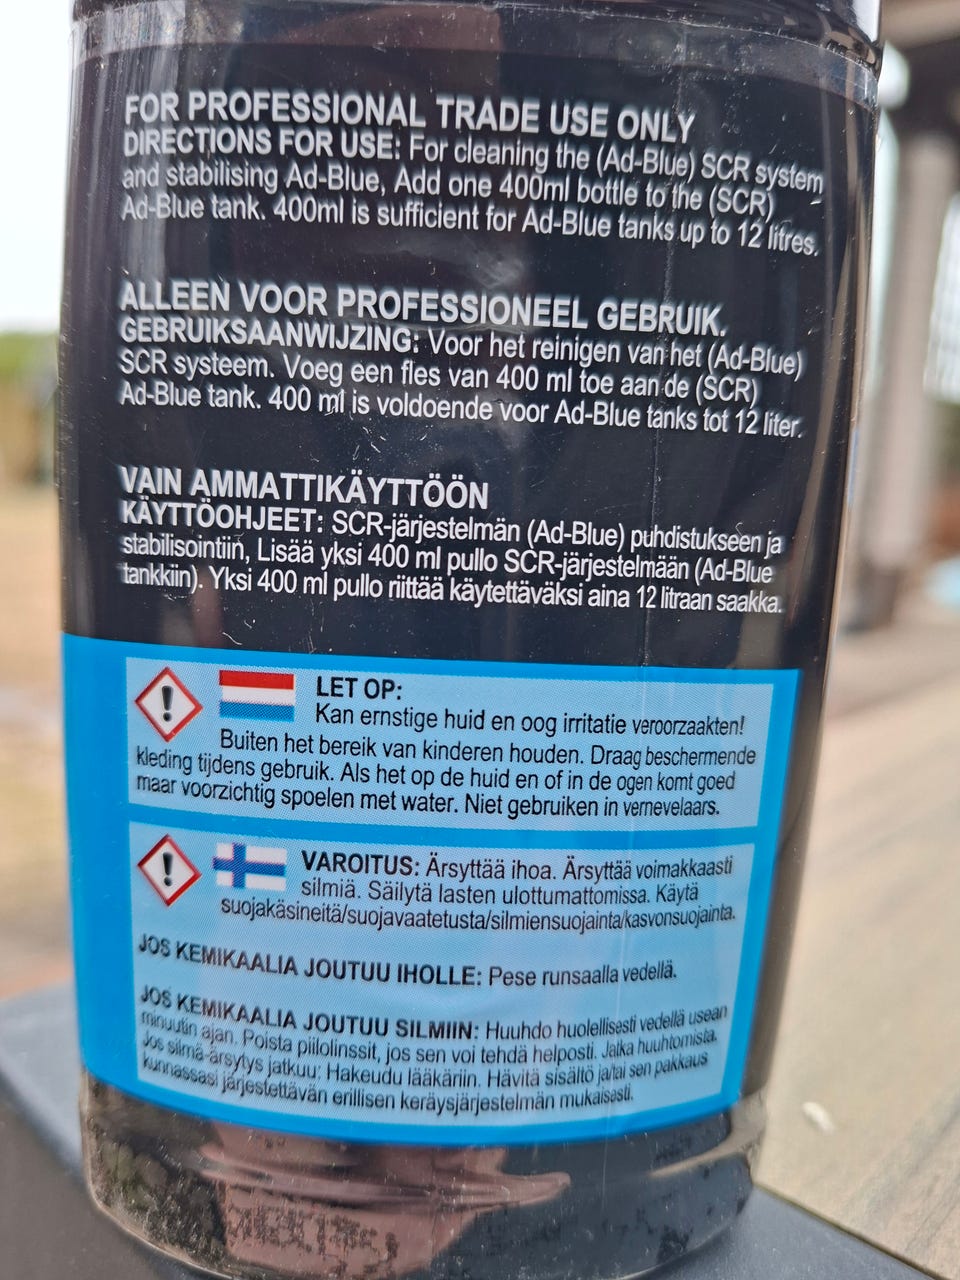 FOR PROFESSIONAL TRADE USE ONLY
DIRECTIONS FOR USE: For cleaning the (Ad-Blue) SCR system
and stabilising Ad-Blue, Add one 400ml bottle to the (SCR)
Ad-Blue tank. 400ml is sufficient for Ad-Blue tanks up to 12 litres.
ALLEEN VOOR PROFESSIONEEL GEBRUIK.
GEBRUIKSAANWIJZING: Voor het reinigen van het (Ad-Blue)
SCR systeem. Voeg een fles van 400 ml toe aan de (SCR)
Ad-Blue tank. 400 ml is voldoende voor Ad-Blue tanks tot 12 liter.
VAIN AMMATTIKÄYTTÖÖN
KÄYTTÖOHJEET: SCR-järjestelmän (Ad-Blue) puhdistukseen ja
stabilisointiin, Lisää yksi 400 ml pullo SCR-järjestelmään (Ad-Blue
tankkiin). Yksi 400 ml pullo riittää käytettäväksi aina 12 litraan saakka.
LET OP:
Kan ernstige huid en oog irritatie veroorzaakten!
Buiten het bereik van kinderen houden. Draag beschermende
kleding tijdens gebruik. Als het op de huid en of in de ogen komt goed
maar voorzichtig spoelen met water. Niet gebruiken in vernevelaars.
VAROITUS: Ärsyttää ihoa. Ärsyttää voimakkaasti
silmiä. Säilytä lasten ulottumattomissa. Käytä
suojakäsineitä/suojavaatetusta/silmiensuojainta/kasvonsuojainta.
JOS KEMIKAALIA JOUTUU IHOLLE: Pese runsaalla vedellä.
JOS KEMIKAALIA JOUTUU SILMIIN: Huuhdo huolellisesti vedellä usean
minuutin ajan. Poista piilolinssit, jos sen voi tehdä helposti. Jatka huuhtomista.
Jos silmä-ärsytys jatkuu: Hakeudu lääkäriin. Hävitä sisältö ja/tai sen pakkaus
kunnassasi järjestettävän erillisen keräysjärjestelmän mukaisesti.